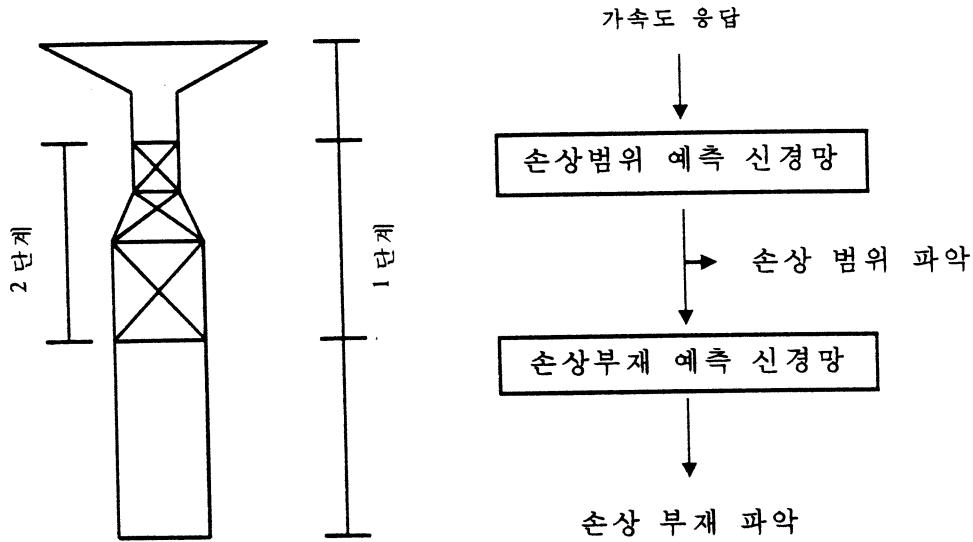 가속도 응답
손상범위 예측 신경망
손상 범위 파악
손상부재 예측 신경망
손상 부재 파악
2단계
1단계